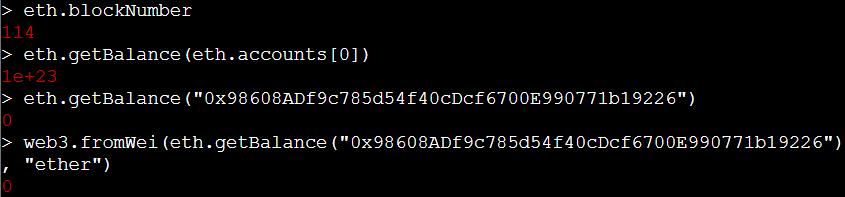 > eth.blockNumber
114
> eth.getBalance(eth.accounts[0])
1e+23
> eth.getBalance("0x98608ADf9c785d54f40cDcf6700E990771b19226")
0
> web3.fromWei(eth.getBalance("0x98608ADf9c785d54f40cDcf6700E990771b19226")
, "ether")
0